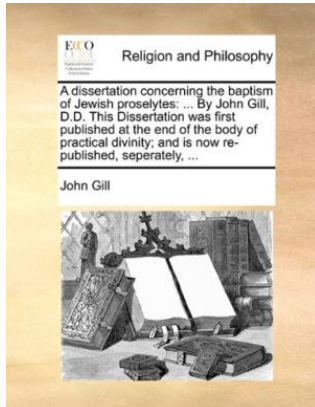 ECCO
Religion and Philosophy
A dissertation concerning the baptism
of Jewish proselytes: ... By John Gill,
D.D. This Dissertation was first
published at the end of the body of
practical divinity; and is now re-
published, seperately, ...
John Gill